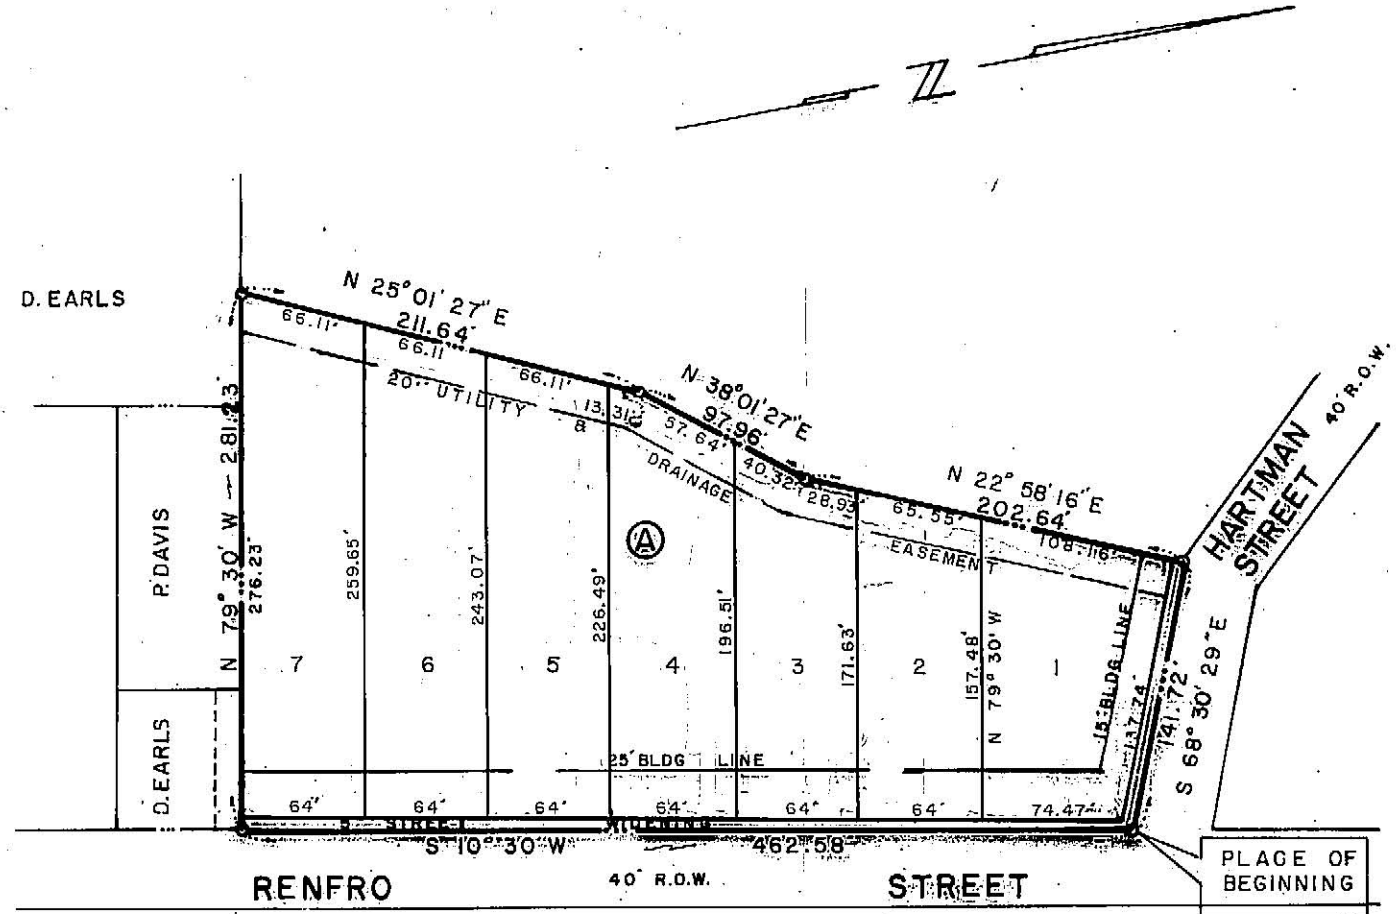 N
D. EARLS
N 25° 01' 27" E
211.64'
66.11'
66.11
66.11'
20' UTILITY
&
DRAINAGE
EASEMENT
13.31
N 38° 01' 27" E
97.96'
57.64'
40.32'
N 22° 58' 16" E
202.64'
28.93'
65.55'
108.16'
HARTMAN
STREET
40' R.O.W.
P. DAVIS
D. EARLS
N 79° 30' W — 281.23'
276.23'
259.65'
243.07'
226.49'
196.51'
171.63'
157.48'
N 79° 30' W
A
7
6
5
4
3
2
1
15' BLDG LINE
137.74'
141.72'
S 68° 30' 29" E
25' BLDG LINE
64'
64'
64'
64'
64'
64'
74.47'
5' STREET WIDENING
S 10° 30' W
462.58'
RENFRO STREET
40' R.O.W.
PLACE OF
BEGINNING